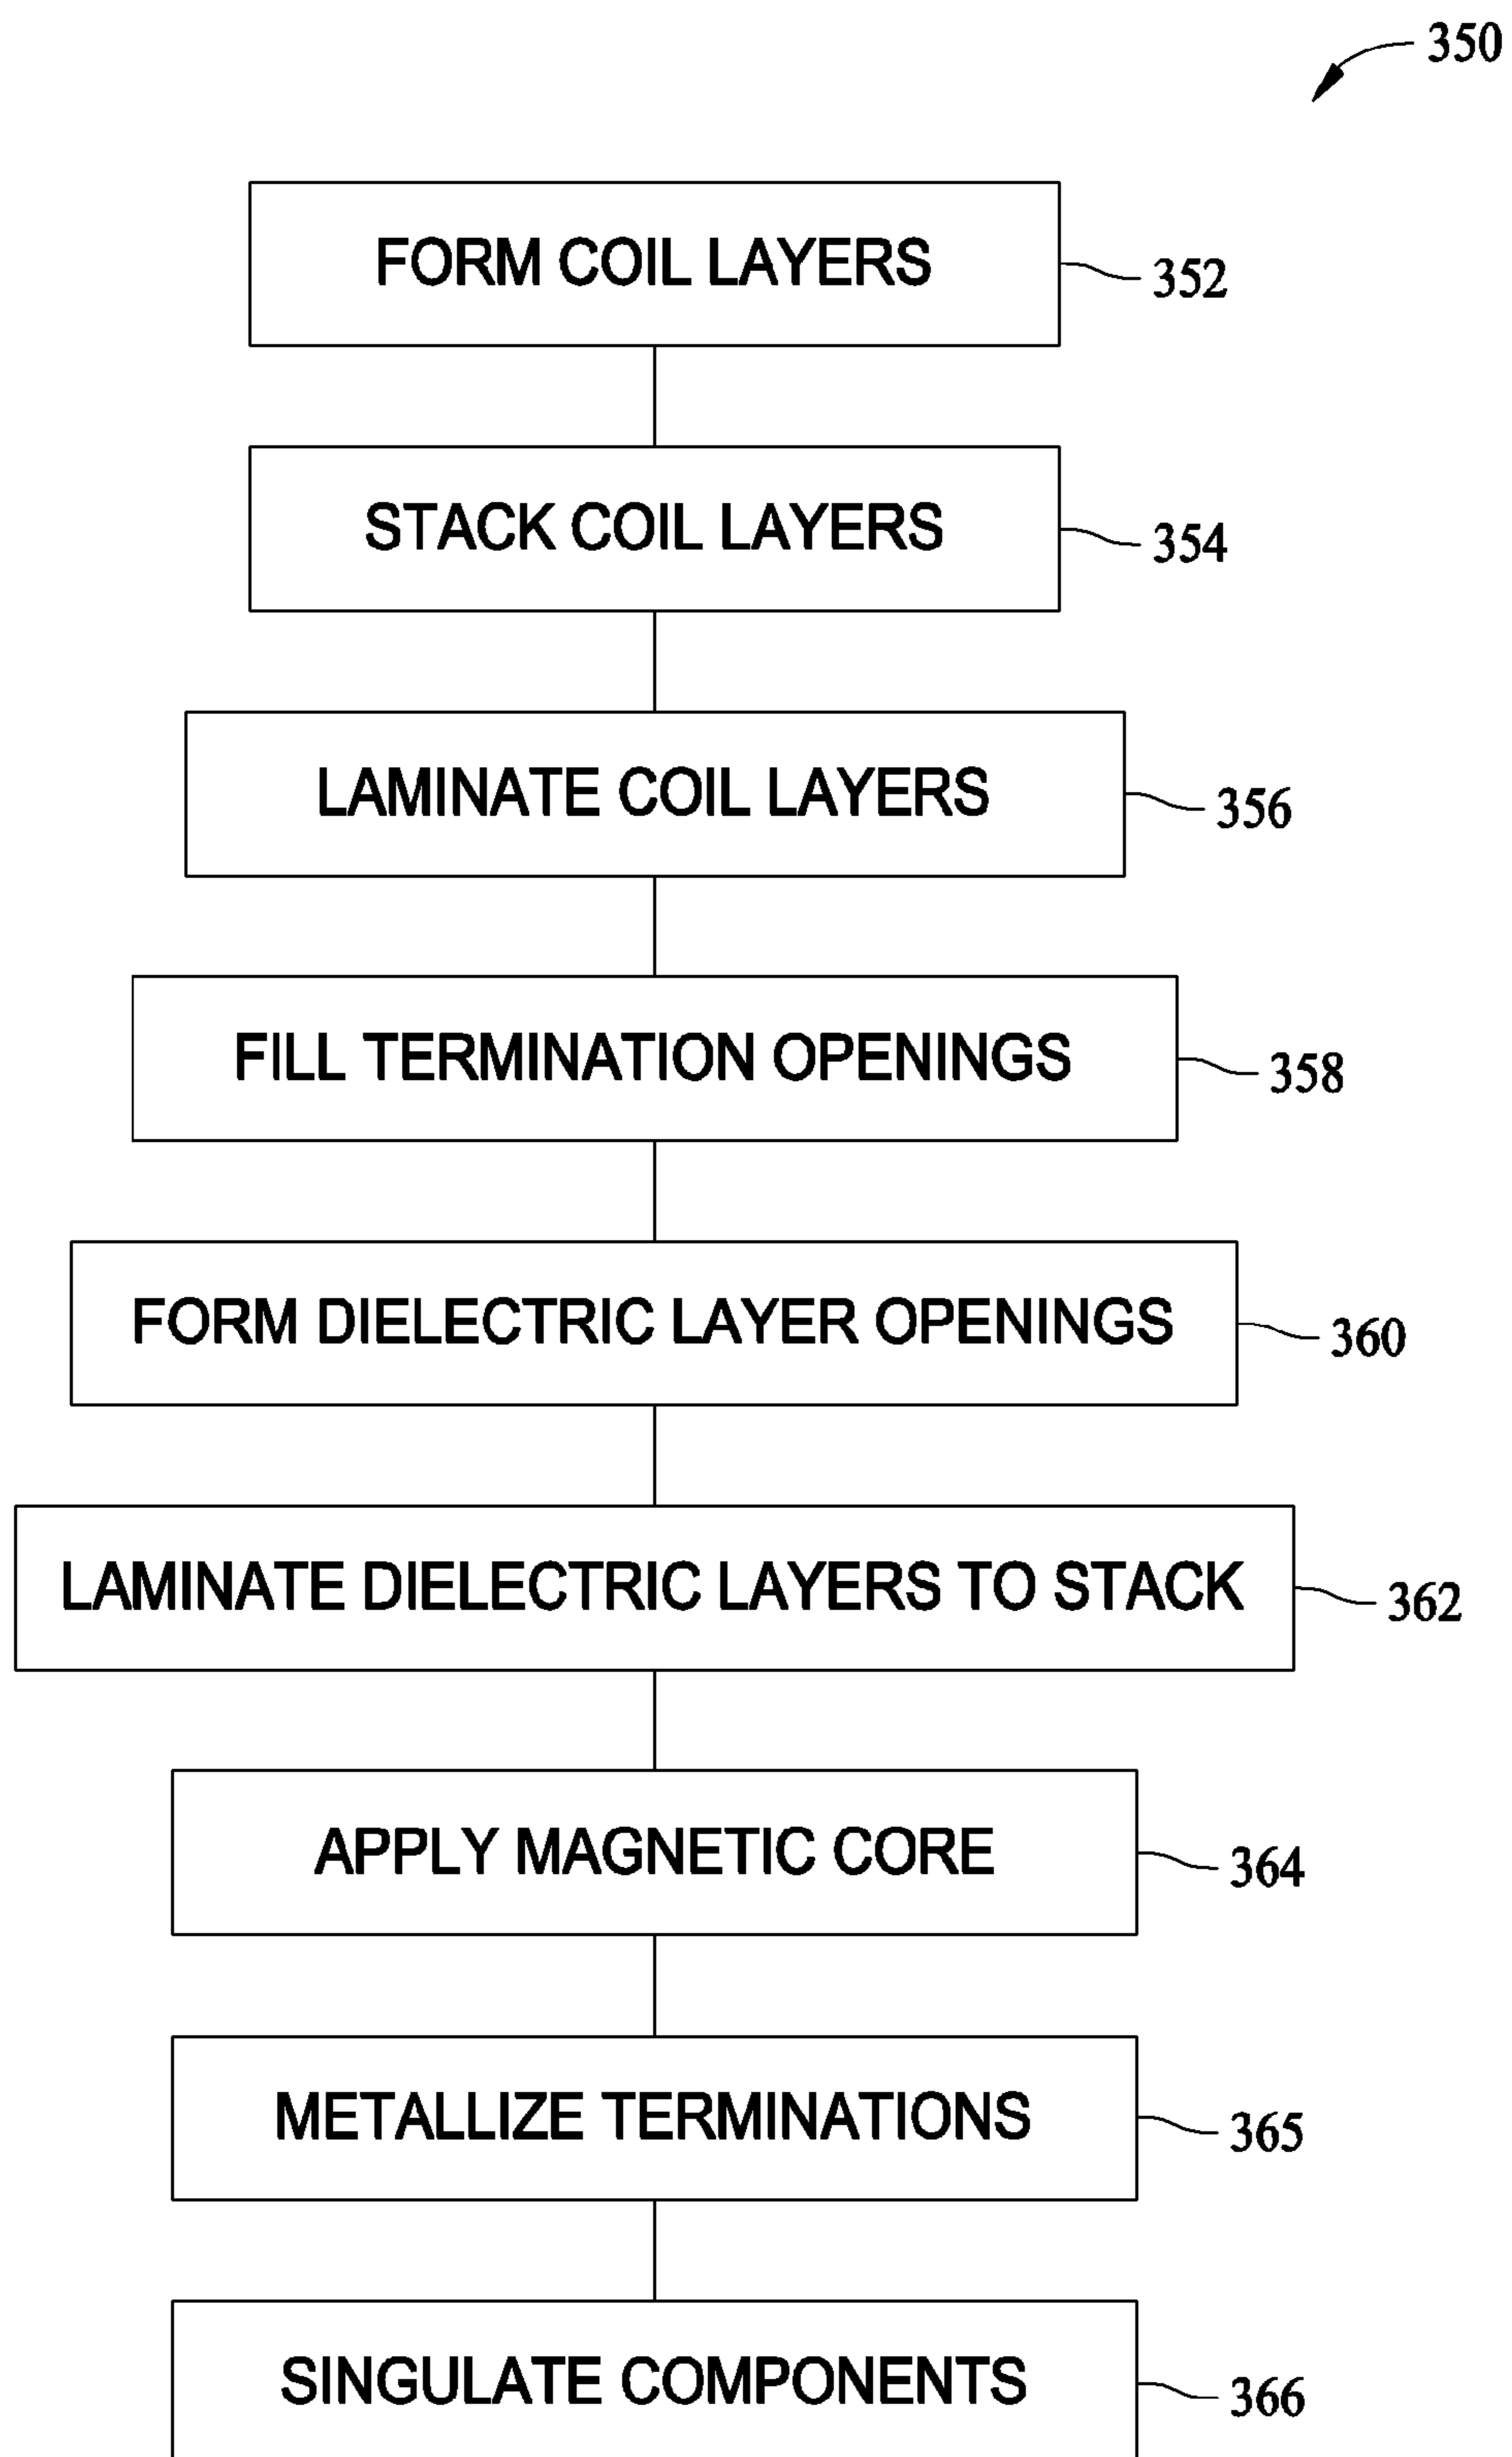 350
FORM COIL LAYERS
352
STACK COIL LAYERS
354
LAMINATE COIL LAYERS
356
FILL TERMINATION OPENINGS
358
FORM DIELECTRIC LAYER OPENINGS
360
LAMINATE DIELECTRIC LAYERS TO STACK
362
APPLY MAGNETIC CORE
364
METALLIZE TERMINATIONS
365
SINGULATE COMPONENTS
366